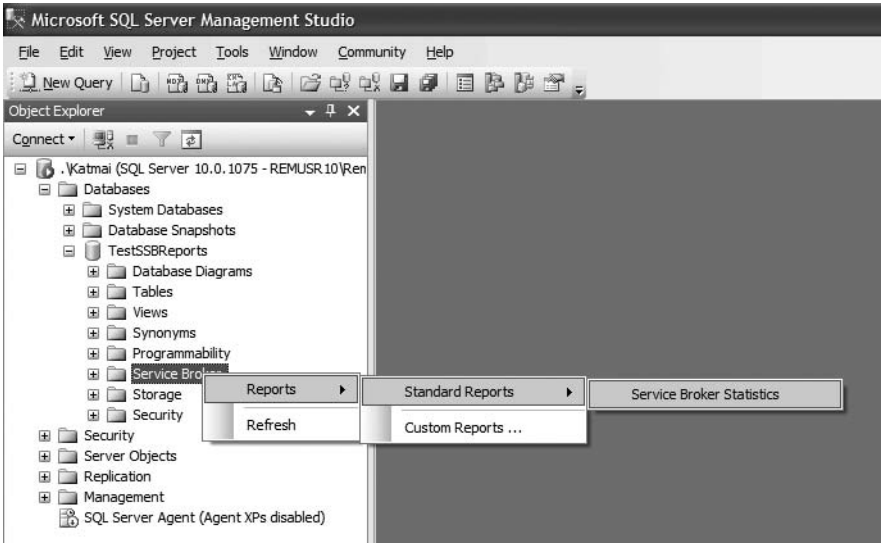 Microsoft SQL Server Management Studio
File Edit View Project Tools Window Community Help
New Query
Object Explorer
Connect
.\Katmai (SQL Server 10.0.1075 - REMUSR10\Ren
Databases
System Databases
Database Snapshots
TestSSBReports
Database Diagrams
Tables
Views
Synonyms
Programmability
Service Broker
Reports
Standard Reports
Service Broker Statistics
Storage
Refresh
Custom Reports ...
Security
Security
Server Objects
Replication
Management
SQL Server Agent (Agent XPs disabled)